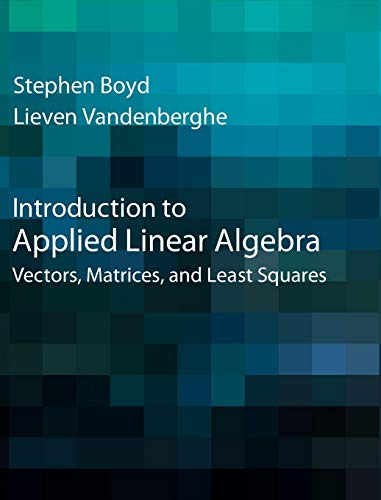 Stephen Boyd
Lieven Vandenberghe
Introduction to
Applied Linear Algebra
Vectors, Matrices, and Least Squares